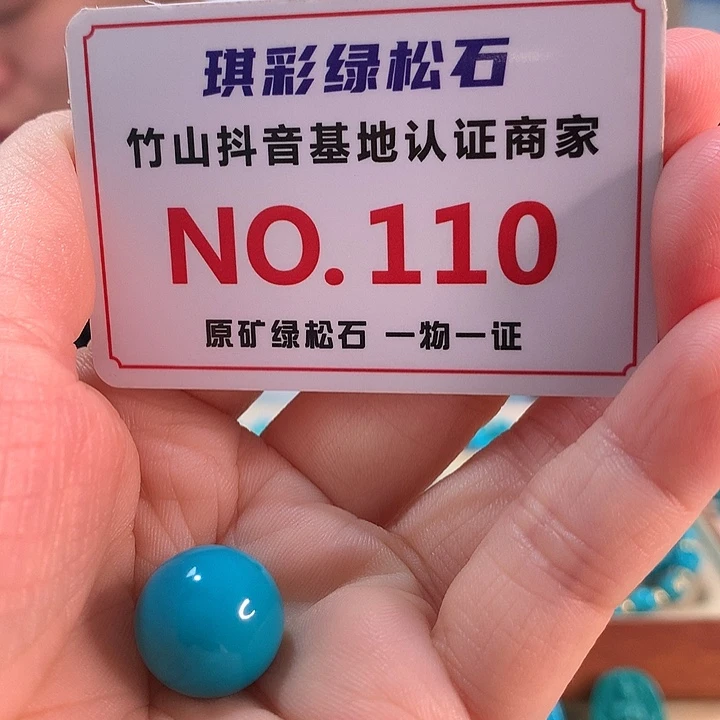 琪彩绿松石
竹山抖音基地认证商家
NO.110
原矿绿松石 一物一证